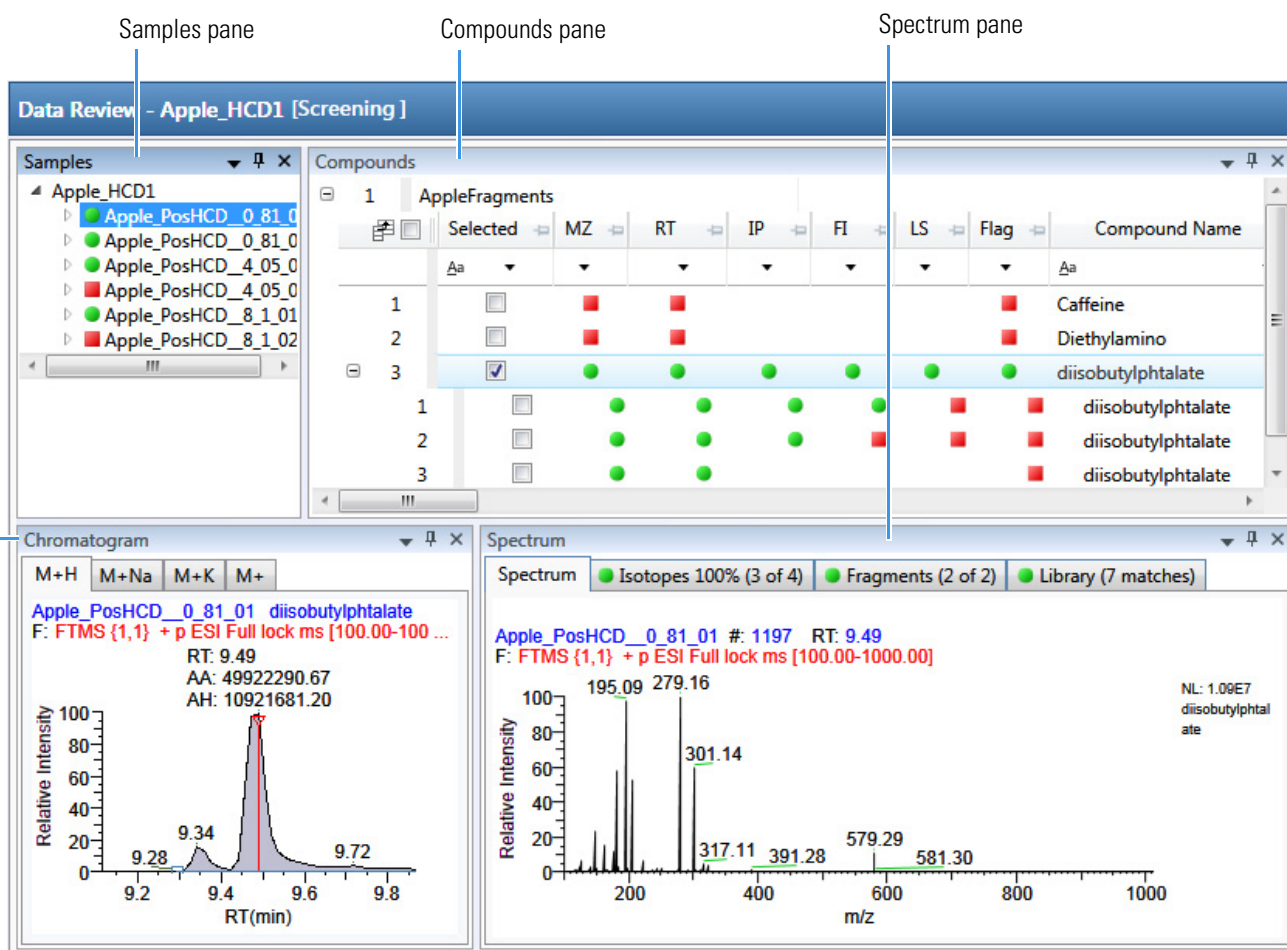 Samples pane
Compounds pane
Spectrum pane
Data Review - Apple_HCD1 [Screening ]
Samples
Apple_HCD1
Apple_PosHCD__0_81_0
Apple_PosHCD__0_81_0
Apple_PosHCD__4_05_0
Apple_PosHCD__4_05_0
Apple_PosHCD__8_1_01
Apple_PosHCD__8_1_02
Compounds
1 AppleFragments
Selected MZ RT IP FI LS Flag Compound Name
Aa Aa
1 Caffeine
2 Diethylamino
3 diisobutylphtalate
1 diisobutylphtalate
2 diisobutylphtalate
3 diisobutylphtalate
Chromatogram
M+H M+Na M+K M+
Apple_PosHCD__0_81_01 diisobutylphtalate
F: FTMS {1,1} + p ESI Full lock ms [100.00-100 ...
RT: 9.49
AA: 49922290.67
AH: 10921681.20
Relative Intensity
100
80
60
40
20
0
9.28
9.34
9.72
9.2 9.4 9.6 9.8
RT(min)
Spectrum
Spectrum Isotopes 100% (3 of 4) Fragments (2 of 2) Library (7 matches)
Apple_PosHCD__0_81_01 #: 1197 RT: 9.49
F: FTMS {1,1} + p ESI Full lock ms [100.00-1000.00]
NL: 1.09E7
diisobutylphtal
ate
Relative Intensity
100
80
60
40
20
0
195.09 279.16
301.14
317.11 391.28
579.29
581.30
200 400 600 800 1000
m/z